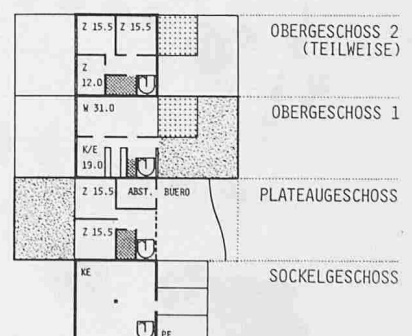 Z 15.5 Z 15.5
OBERGESCHOSS 2
(TEILWEISE)
Z
12.0
W 31.0
OBERGESCHOSS 1
K/E
19.0
Z 15.5 ABST. BUERO
PLATEAUGESCHOSS
Z 15.5
SOCKELGESCHOSS
KE
PF